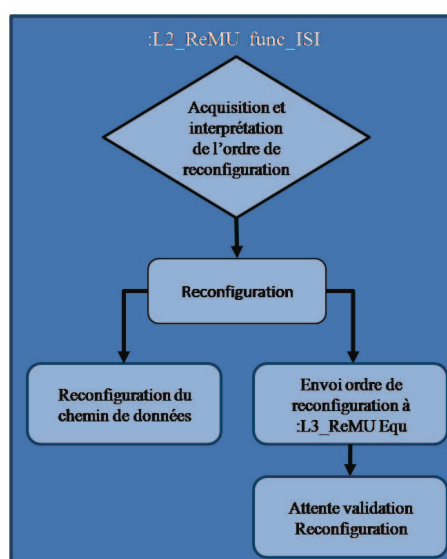 :L2_ReMU func_ISI
Acquisition et
interprétation
de l'ordre de
reconfiguration
Reconfiguration
Reconfiguration du
chemin de données
Envoi ordre de
reconfiguration à
:L3_ReMU Equ
Attente validation
Reconfiguration